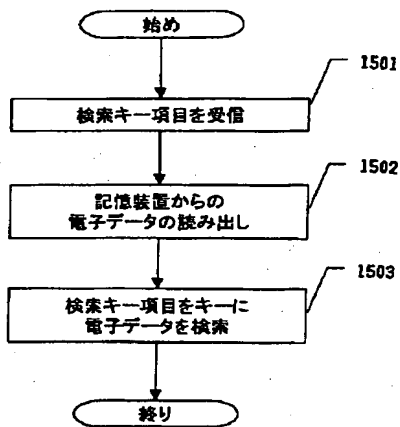 始め
1501
検索キー項目を受信
1502
記憶装置からの
電子データの読み出し
1503
検索キー項目をキーに
電子データを検索
終り